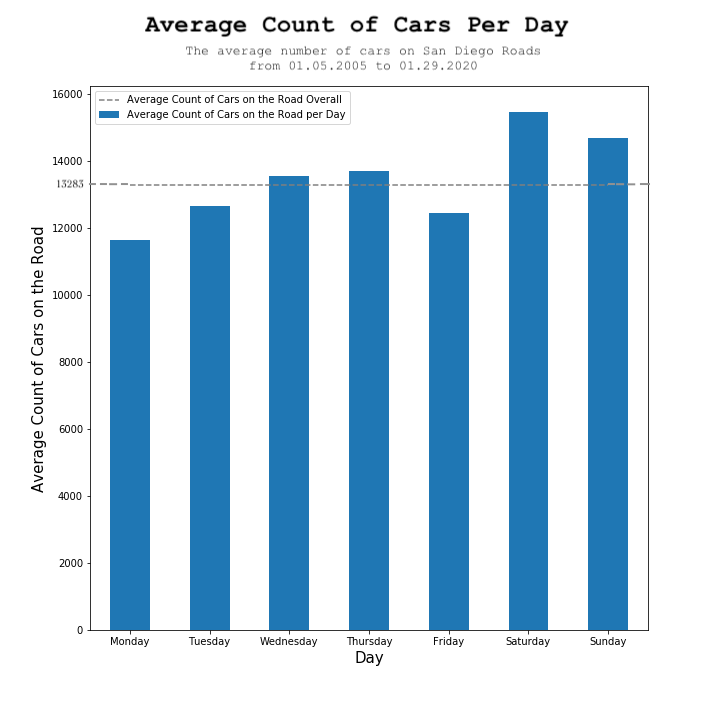 Average Count of Cars Per Day
The average number of cars on San Diego Roads
from 01.05.2005 to 01.29.2020
Average Count of Cars on the Road Overall
Average Count of Cars on the Road per Day
Average Count of Cars on the Road
16000
14000
13283
12000
10000
8000
6000
4000
2000
0
Monday Tuesday Wednesday Thursday Friday Saturday Sunday
Day